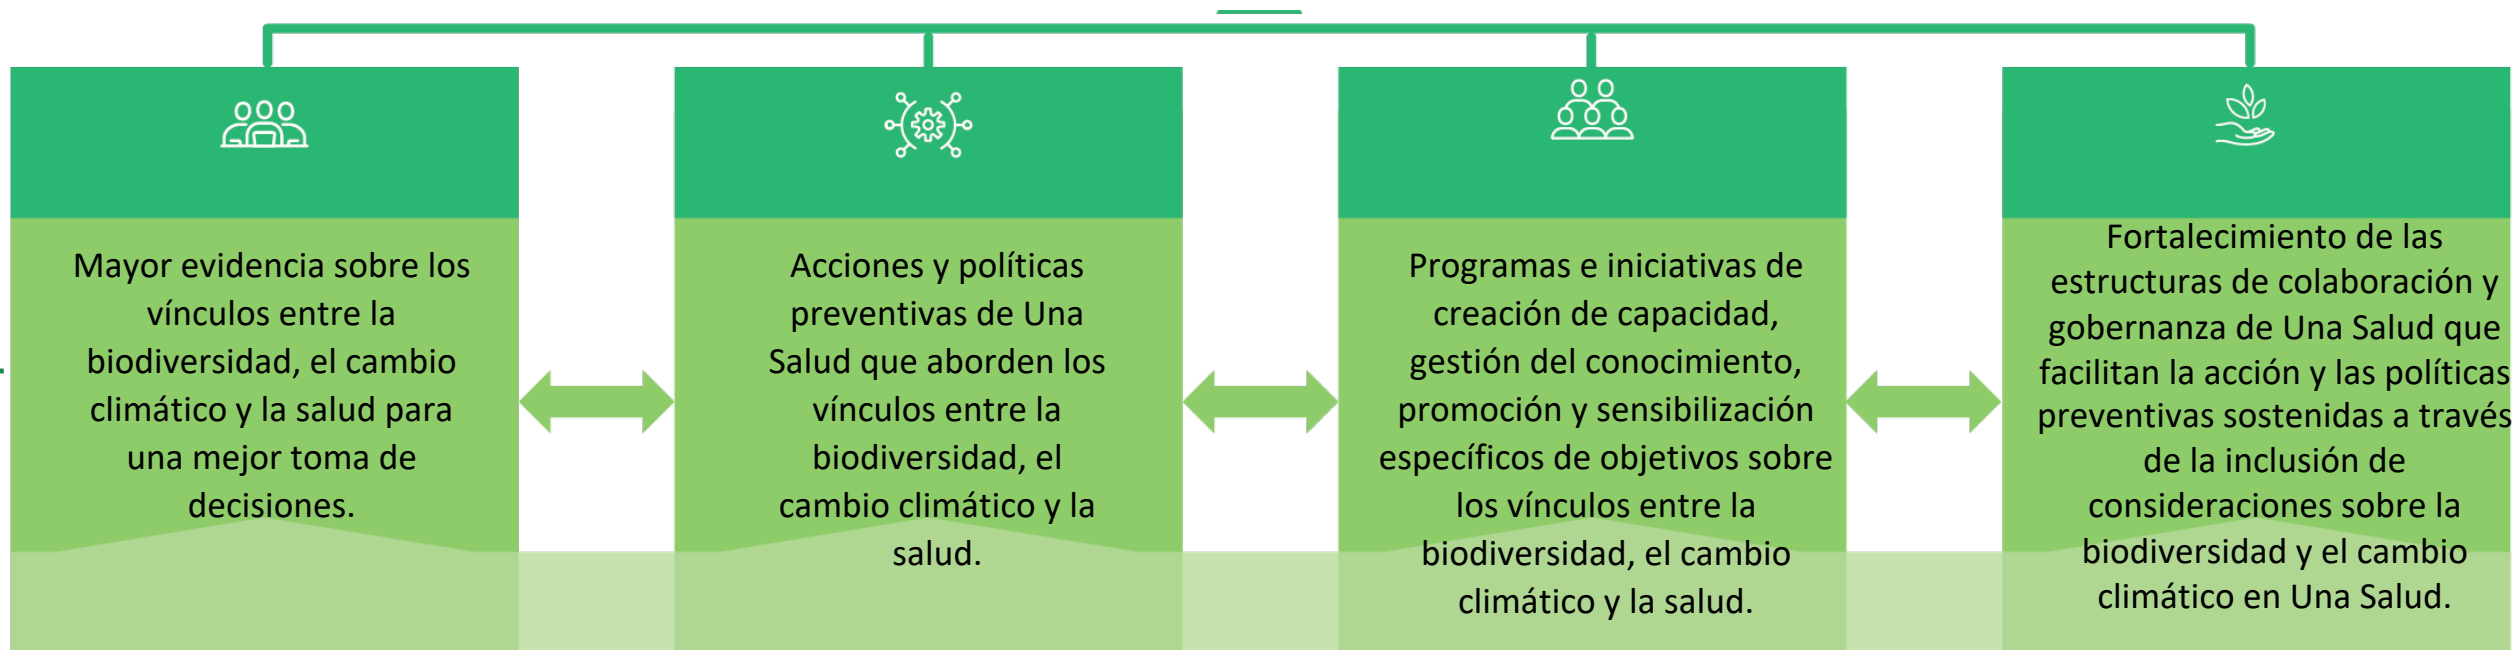 Mayor evidencia sobre los
vínculos entre la
biodiversidad, el cambio
climático y la salud para
una mejor toma de
decisiones.
Acciones y políticas
preventivas de Una
Salud que aborden los
vínculos entre la
biodiversidad, el
cambio climático y la
salud.
Programas e iniciativas de
creación de capacidad,
gestión del conocimiento,
promoción y sensibilización
específicos de objetivos sobre
los vínculos entre la
biodiversidad, el cambio
climático y la salud.
Fortalecimiento de las
estructuras de colaboración y
gobernanza de Una Salud que
facilitan la acción y las políticas
preventivas sostenidas a través
de la inclusión de
consideraciones sobre la
biodiversidad y el cambio
climático en Una Salud.